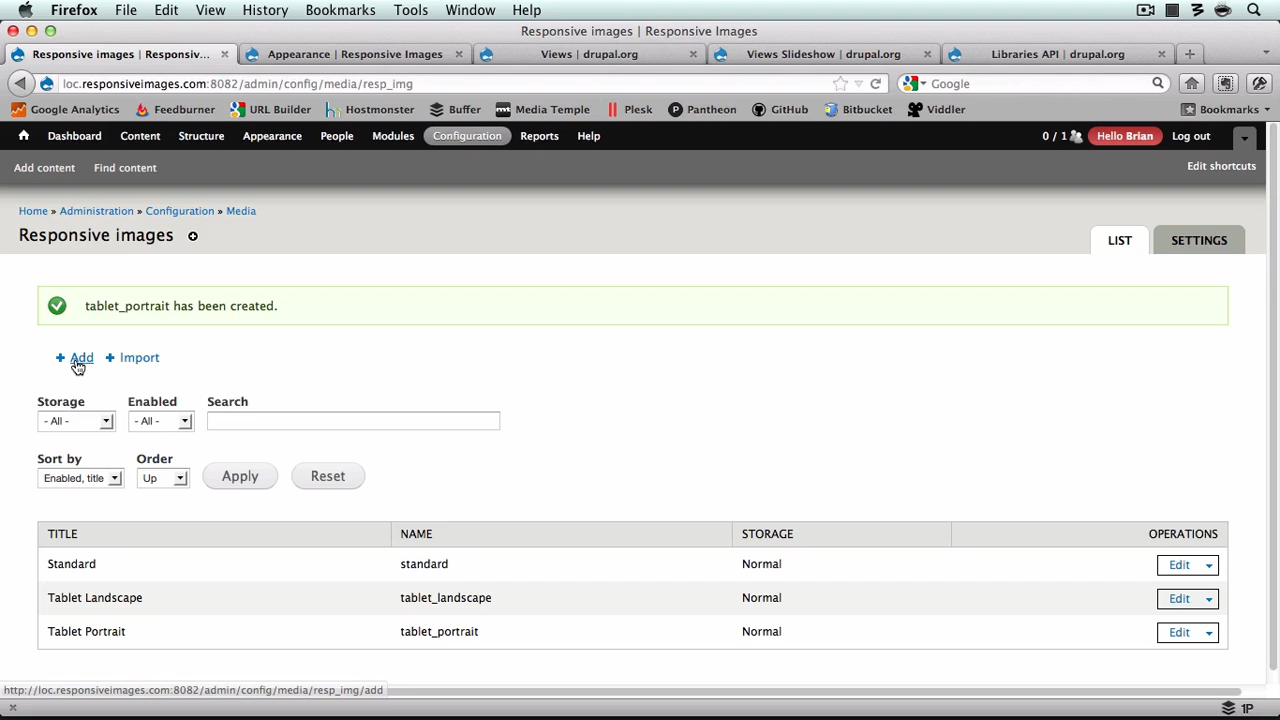 Firefox File Edit View History Bookmarks Tools Window Help
Responsive images | Responsive Images
Responsive images | Responsiv... Appearance | Responsive Images Views | drupal.org Views Slideshow | drupal.org Libraries API | drupal.org
loc.responsiveimages.com:8082/admin/config/media/resp_img Google
Google Analytics Feedburner URL Builder Hostmonster Buffer Media Temple Plesk Pantheon GitHub Bitbucket Viddler Bookmarks
Dashboard Content Structure Appearance People Modules Configuration Reports Help 0 / 1 Hello Brian Log out
Add content Find content Edit shortcuts
Home » Administration » Configuration » Media
Responsive images LIST SETTINGS
tablet_portrait has been created.
+ Add + Import
Storage Enabled Search
- All - - All -
Sort by Order
Enabled, title Up Apply Reset
TITLE NAME STORAGE OPERATIONS
Standard standard Normal Edit
Tablet Landscape tablet_landscape Normal Edit
Tablet Portrait tablet_portrait Normal Edit
http://loc.responsiveimages.com:8082/admin/config/media/resp_img/add
1P